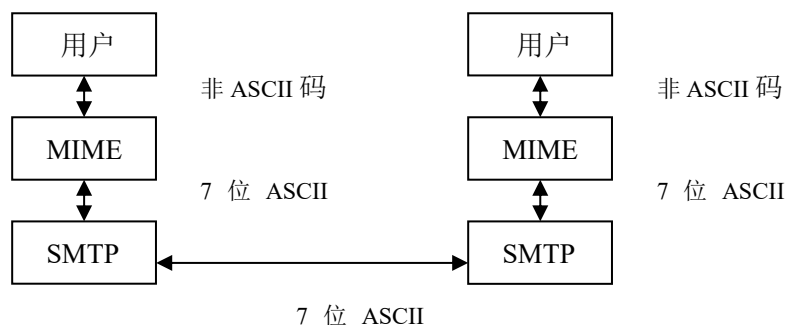 用户 用户
非 ASCII 码 非 ASCII 码
MIME MIME
7 位 ASCII 7 位 ASCII
SMTP SMTP
7 位 ASCII